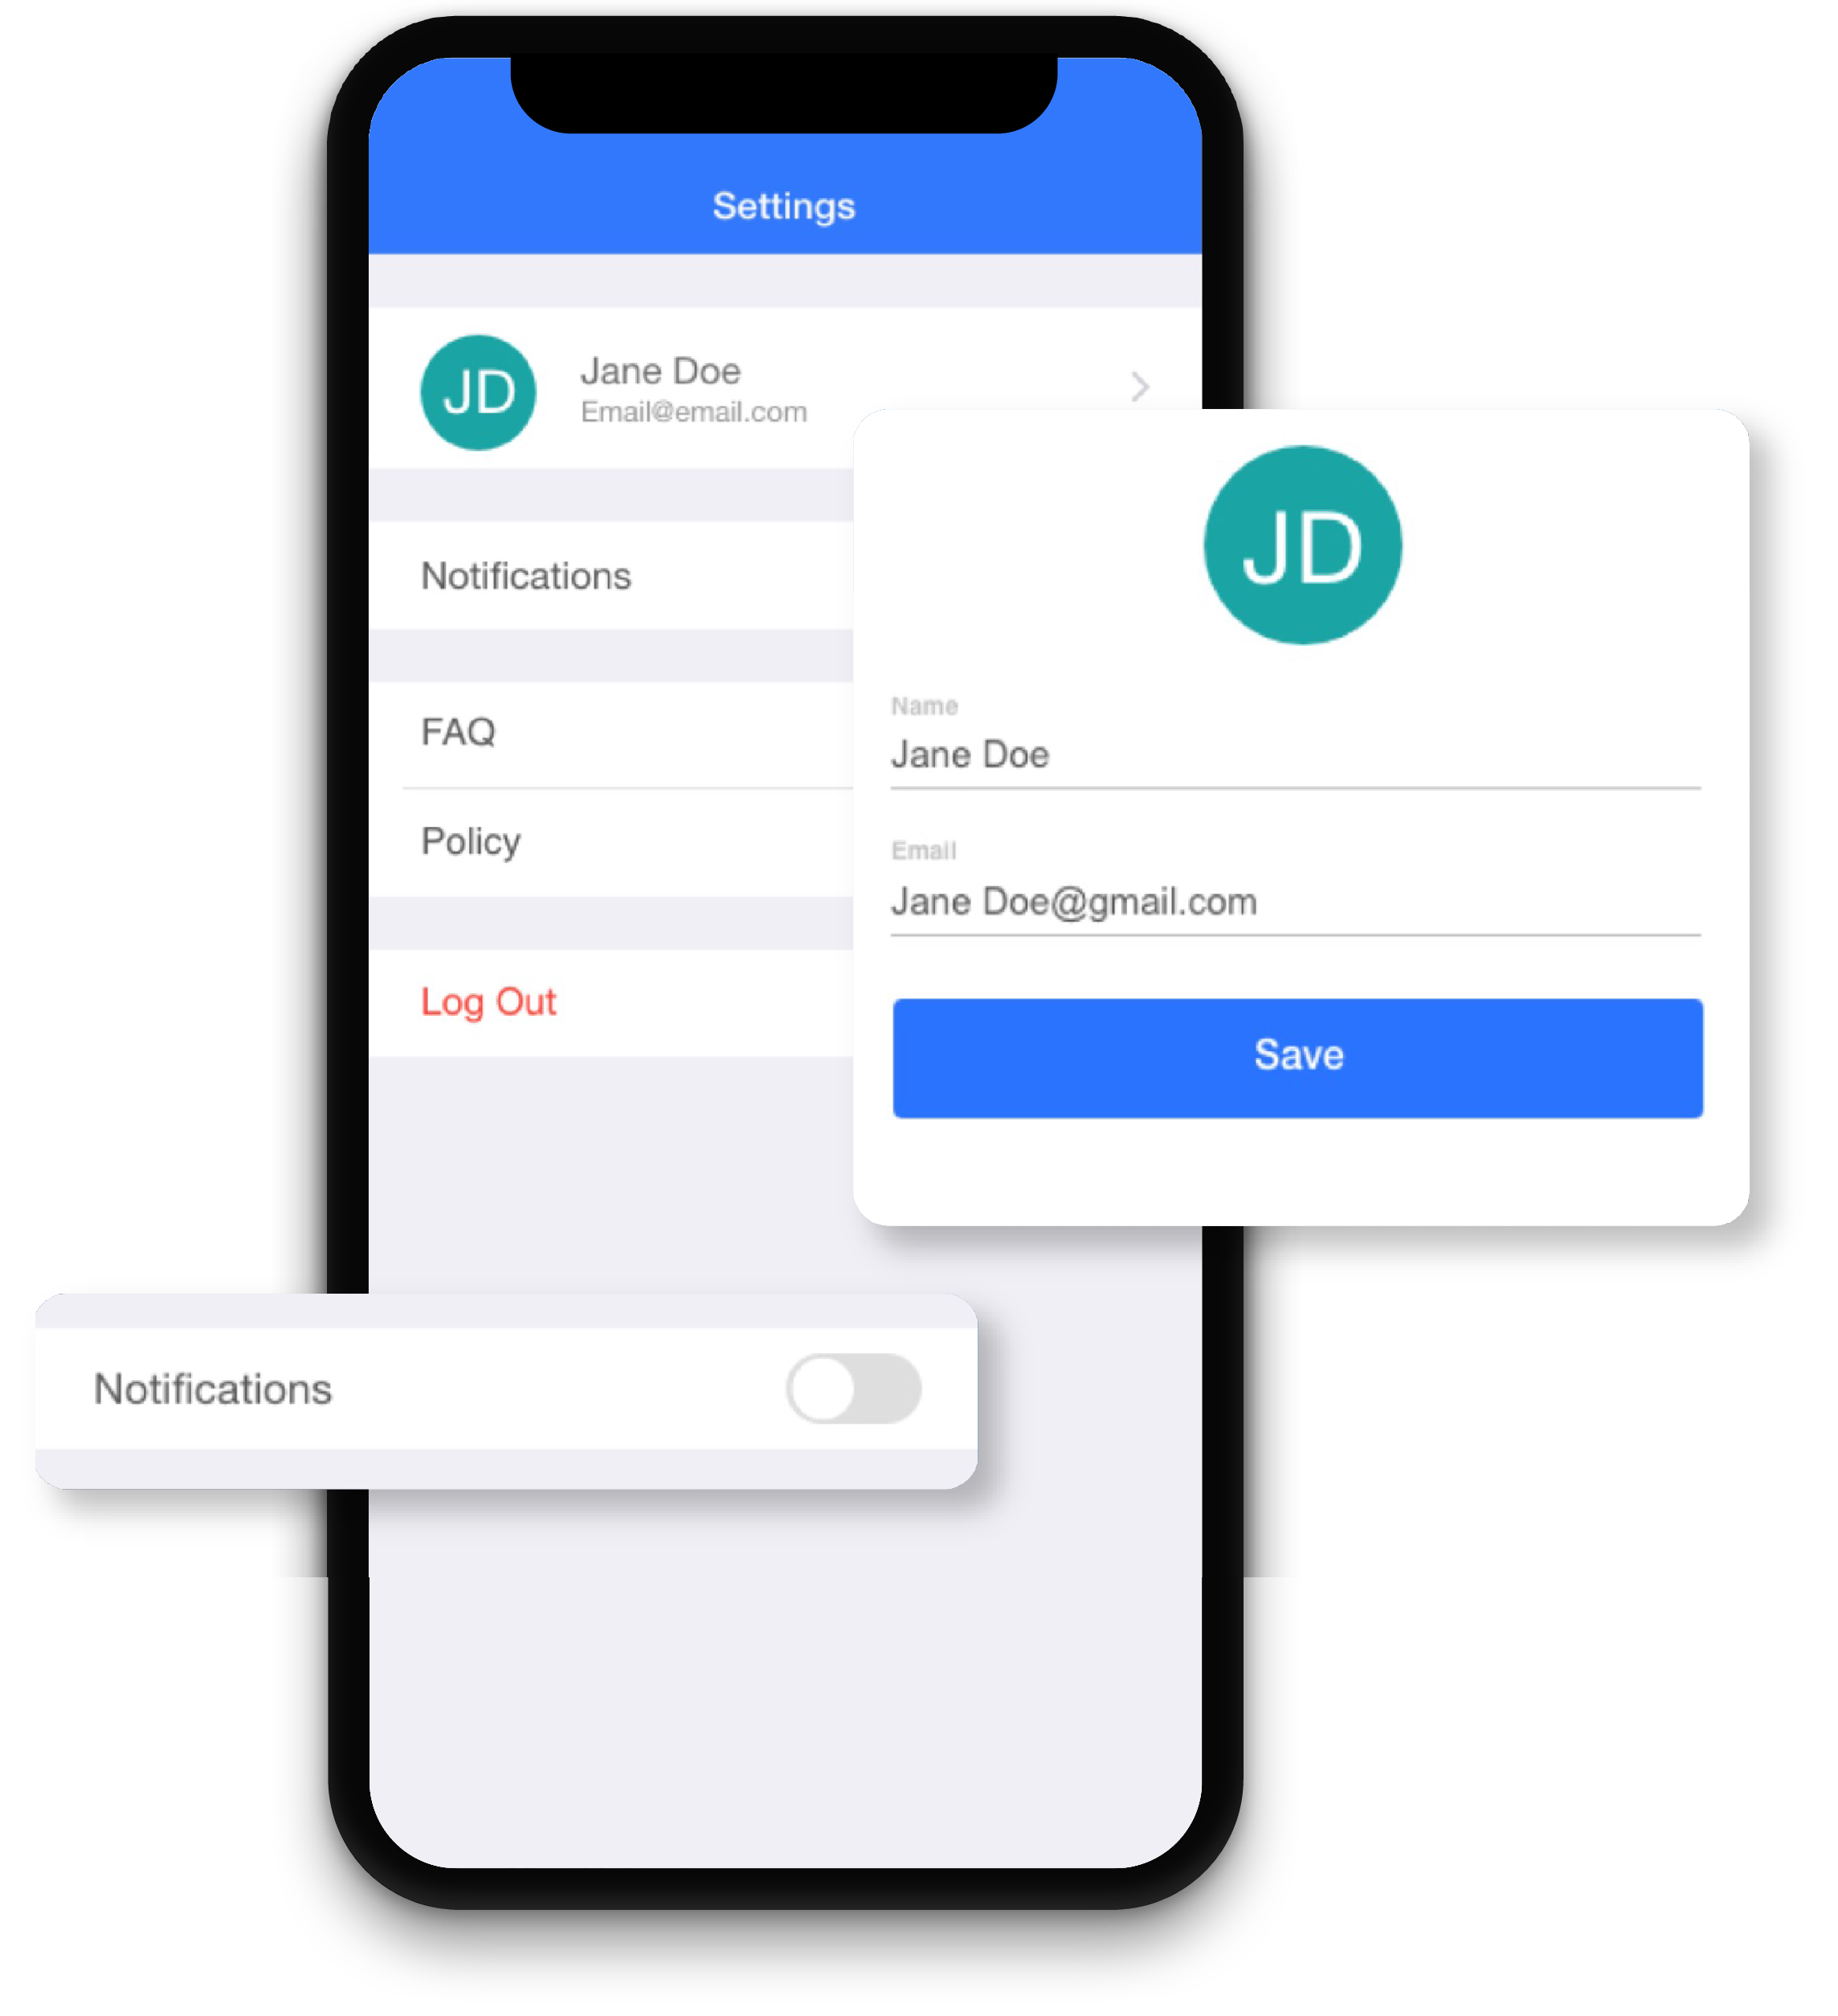 Settings
JD
Jane Doe
Email@email.com
Notifications
FAQ
Policy
Log Out
JD
Name
Jane Doe
Email
Jane Doe@gmail.com
Save
Notifications